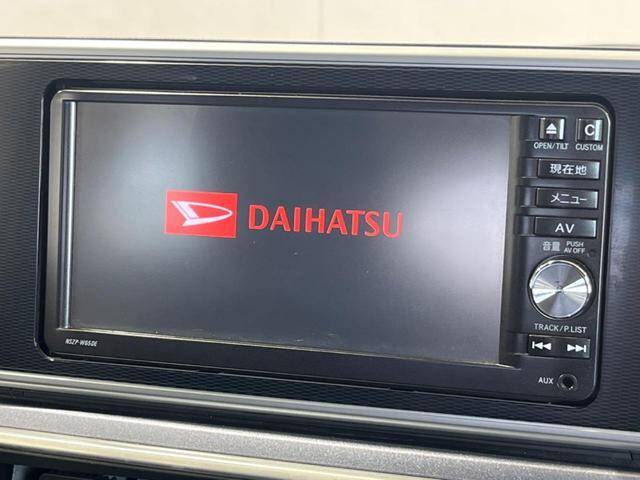 DAIHATSU
NSZP-W65DE
C
OPEN/TILT CUSTOM
現在地
メニュー
AV
音量 PUSH
AV OFF
TRACK/P.LIST
AUX